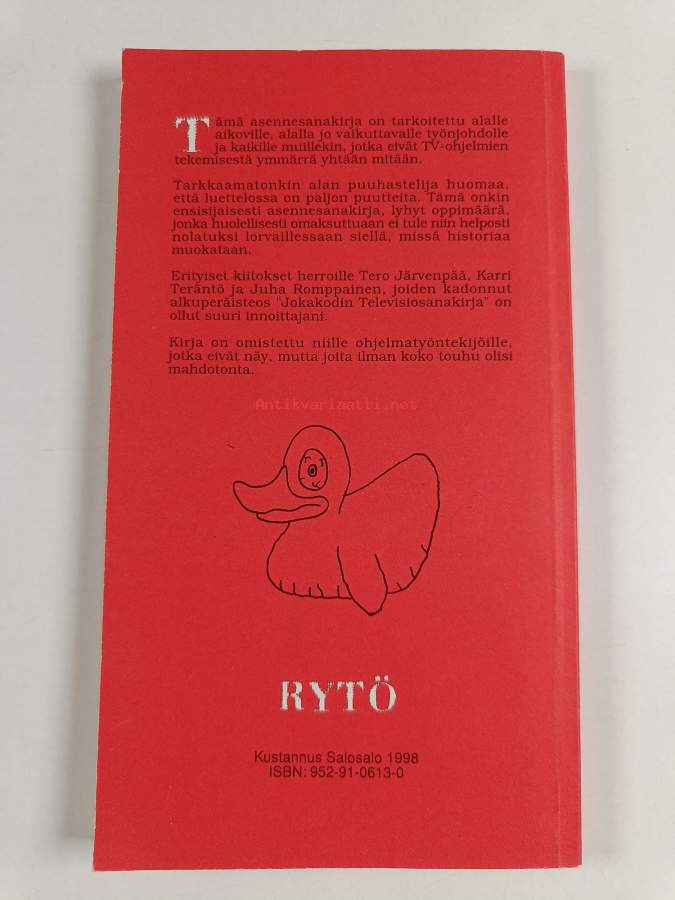 Tämä asennesanakirja on tarkoitettu alalle
aikoville, alalla jo vaikuttavalle työnjohdolle
ja kaikille muillekin, jotka eivät TV-ohjelmien
tekemisestä ymmärrä yhtään mitään.
Tarkkaamatonkin alan puuhastelija huomaa,
että luettelossa on paljon puutteita. Tämä onkin
ensisijaisesti asennesanakirja, lyhyt oppimäärä,
jonka huolellisesti omaksuttuaan ei tule niin helposti
nolatuksi lorvaillessaan siellä, missä historiaa
muokataan.
Erityiset kiitokset herroille Tero Järvenpää, Karri
Teräntö ja Juha Romppainen, joiden kadonnut
alkuperäisteos "Jokakodin Televisiosanakirja" on
ollut suuri innoittajani.
Kirja on omistettu niille ohjelmatyöntekijöille,
jotka eivät näy, mutta joita ilman koko touhu olisi
mahdotonta.
Antikvariaatti.net
RYTÖ
Kustannus Salosalo 1998
ISBN: 952-91-0613-0